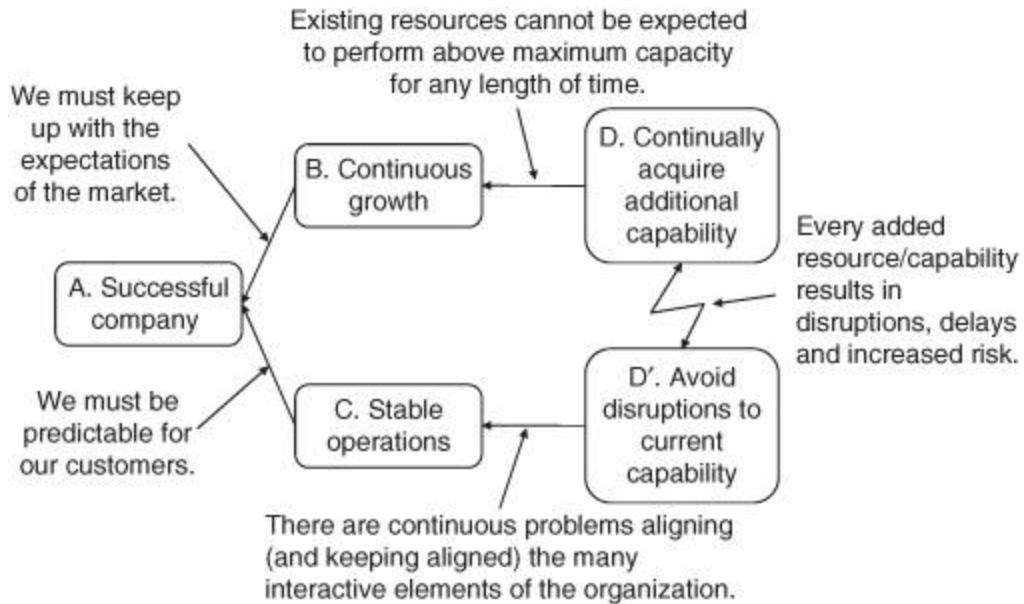 Existing resources cannot be expected
to perform above maximum capacity
for any length of time.
We must keep
up with the
expectations
of the market.
B. Continuous
growth
D. Continually
acquire
additional
capability
Every added
resource/capability
results in
disruptions, delays
and increased risk.
A. Successful
company
We must be
predictable for
our customers.
C. Stable
operations
D′. Avoid
disruptions to
current
capability
There are continuous problems aligning
(and keeping aligned) the many
interactive elements of the organization.